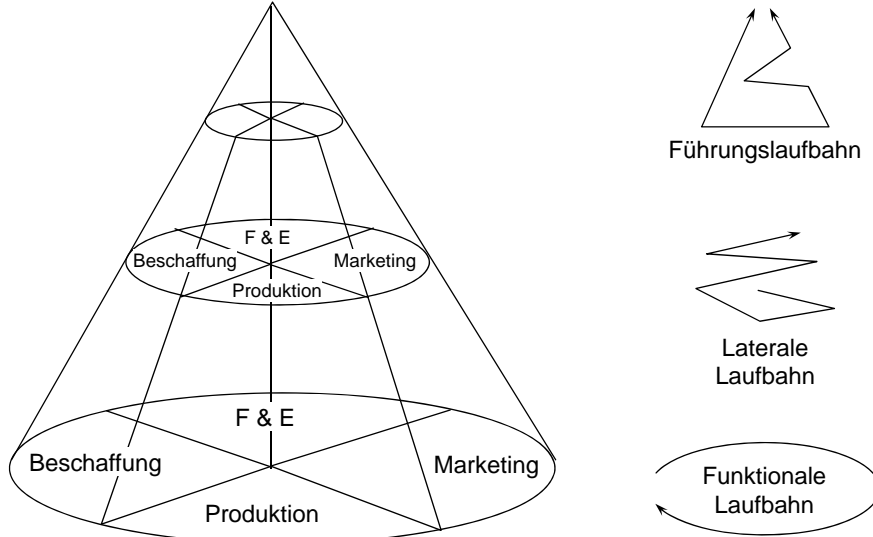 F & E
Beschaffung
Marketing
Produktion
F & E
Beschaffung
Marketing
Produktion
Führungslaufbahn
Laterale
Laufbahn
Funktionale
Laufbahn